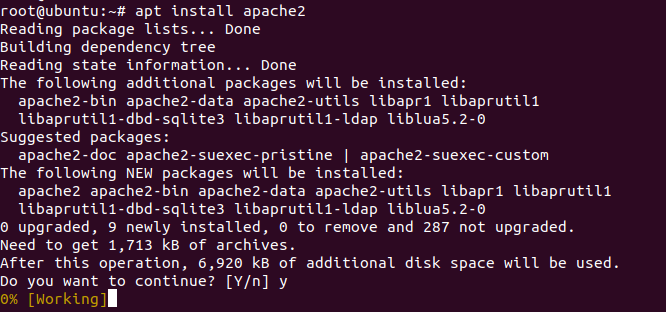 root@ubuntu:~# apt install apache2
Reading package lists... Done
Building dependency tree
Reading state information... Done
The following additional packages will be installed:
  apache2-bin apache2-data apache2-utils libapr1 libaprutil1
  libaprutil1-dbd-sqlite3 libaprutil1-ldap liblua5.2-0
Suggested packages:
  apache2-doc apache2-suexec-pristine | apache2-suexec-custom
The following NEW packages will be installed:
  apache2 apache2-bin apache2-data apache2-utils libapr1 libaprutil1
  libaprutil1-dbd-sqlite3 libaprutil1-ldap liblua5.2-0
0 upgraded, 9 newly installed, 0 to remove and 287 not upgraded.
Need to get 1,713 kB of archives.
After this operation, 6,920 kB of additional disk space will be used.
Do you want to continue? [Y/n] y
0% [Working]